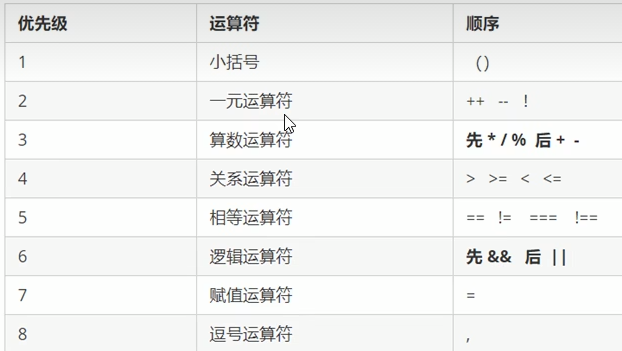 优先级 运算符 顺序
1 小括号 ()
2 一元运算符 ++ -- !
3 算数运算符 先 * / % 后 + -
4 关系运算符 > >= < <=
5 相等运算符 == != === !==
6 逻辑运算符 先 && 后 ||
7 赋值运算符 =
8 逗号运算符 ,